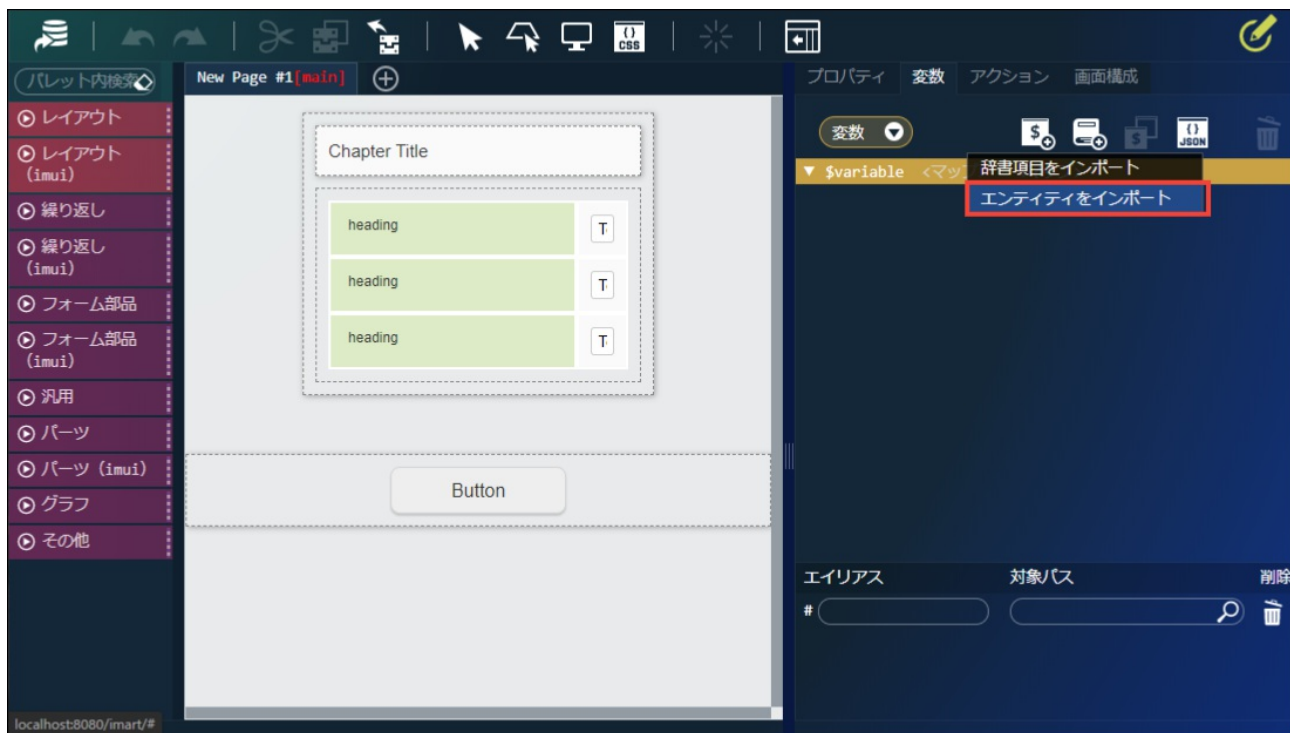 {} CSS
パレット内検索
New Page #1[main]
プロパティ 変数 アクション 画面構成
レイアウト
レイアウト
(imui)
繰り返し
繰り返し
(imui)
フォーム部品
フォーム部品
(imui)
汎用
パーツ
パーツ (imui)
グラフ
その他
Chapter Title
heading
heading
heading
Button
変数
$ $ {} JSON
$variable <マッ
辞書項目をインポート
エンティティをインポート
エイリアス 対象パス 削除
#
localhost:8080/imart/#